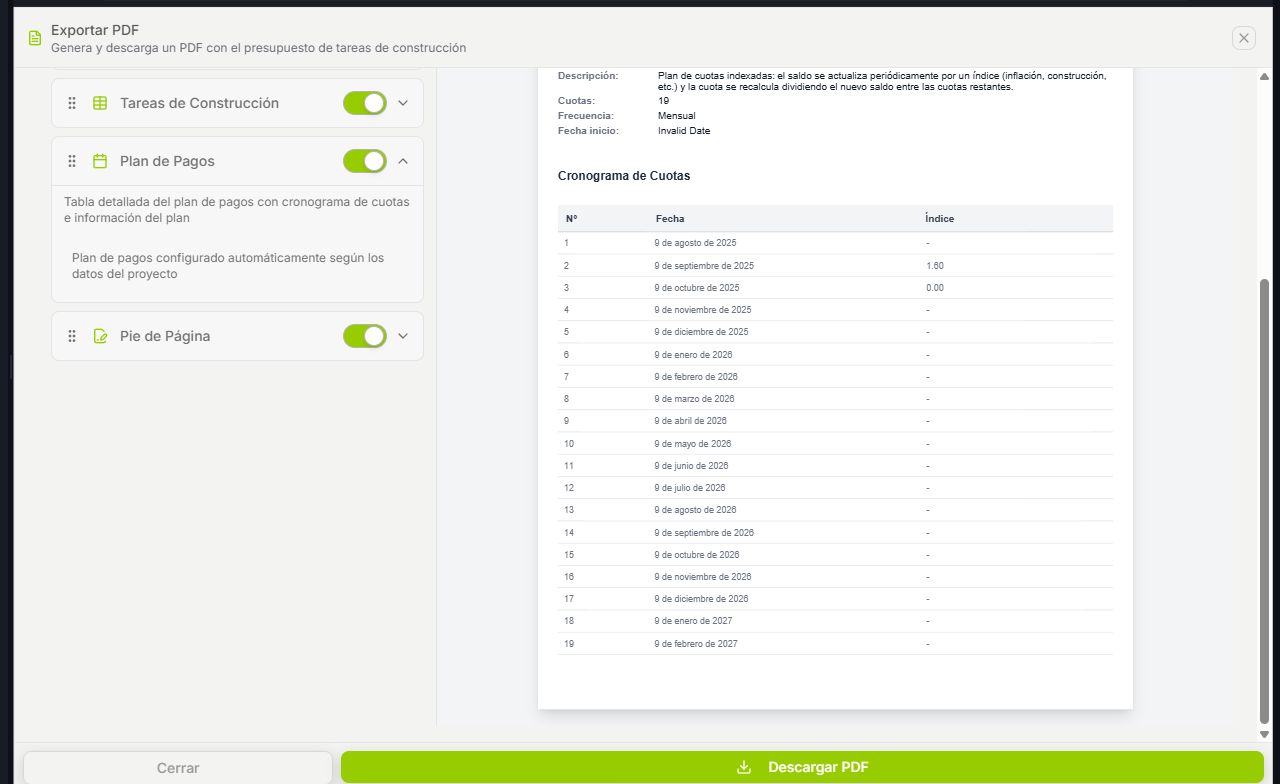 Exportar PDF
Genera y descarga un PDF con el presupuesto de tareas de construcción
Tareas de Construcción
Plan de Pagos
Tabla detallada del plan de pagos con cronograma de cuotas
e información del plan
Plan de pagos configurado automáticamente según los
datos del proyecto
Pie de Página
Descripción: Plan de cuotas indexadas: el saldo se actualiza periódicamente por un índice (inflación, construcción,
etc.) y la cuota se recalcula dividiendo el nuevo saldo entre las cuotas restantes.
Cuotas: 19
Frecuencia: Mensual
Fecha inicio: Invalid Date
Cronograma de Cuotas
Nº Fecha Índice
1 9 de agosto de 2025 -
2 9 de septiembre de 2025 1.60
3 9 de octubre de 2025 0.00
4 9 de noviembre de 2025 -
5 9 de diciembre de 2025 -
6 9 de enero de 2026 -
7 9 de febrero de 2026 -
8 9 de marzo de 2026 -
9 9 de abril de 2026 -
10 9 de mayo de 2026 -
11 9 de junio de 2026 -
12 9 de julio de 2026 -
13 9 de agosto de 2026 -
14 9 de septiembre de 2026 -
15 9 de octubre de 2026 -
16 9 de noviembre de 2026 -
17 9 de diciembre de 2026 -
18 9 de enero de 2027 -
19 9 de febrero de 2027 -
Cerrar
Descargar PDF